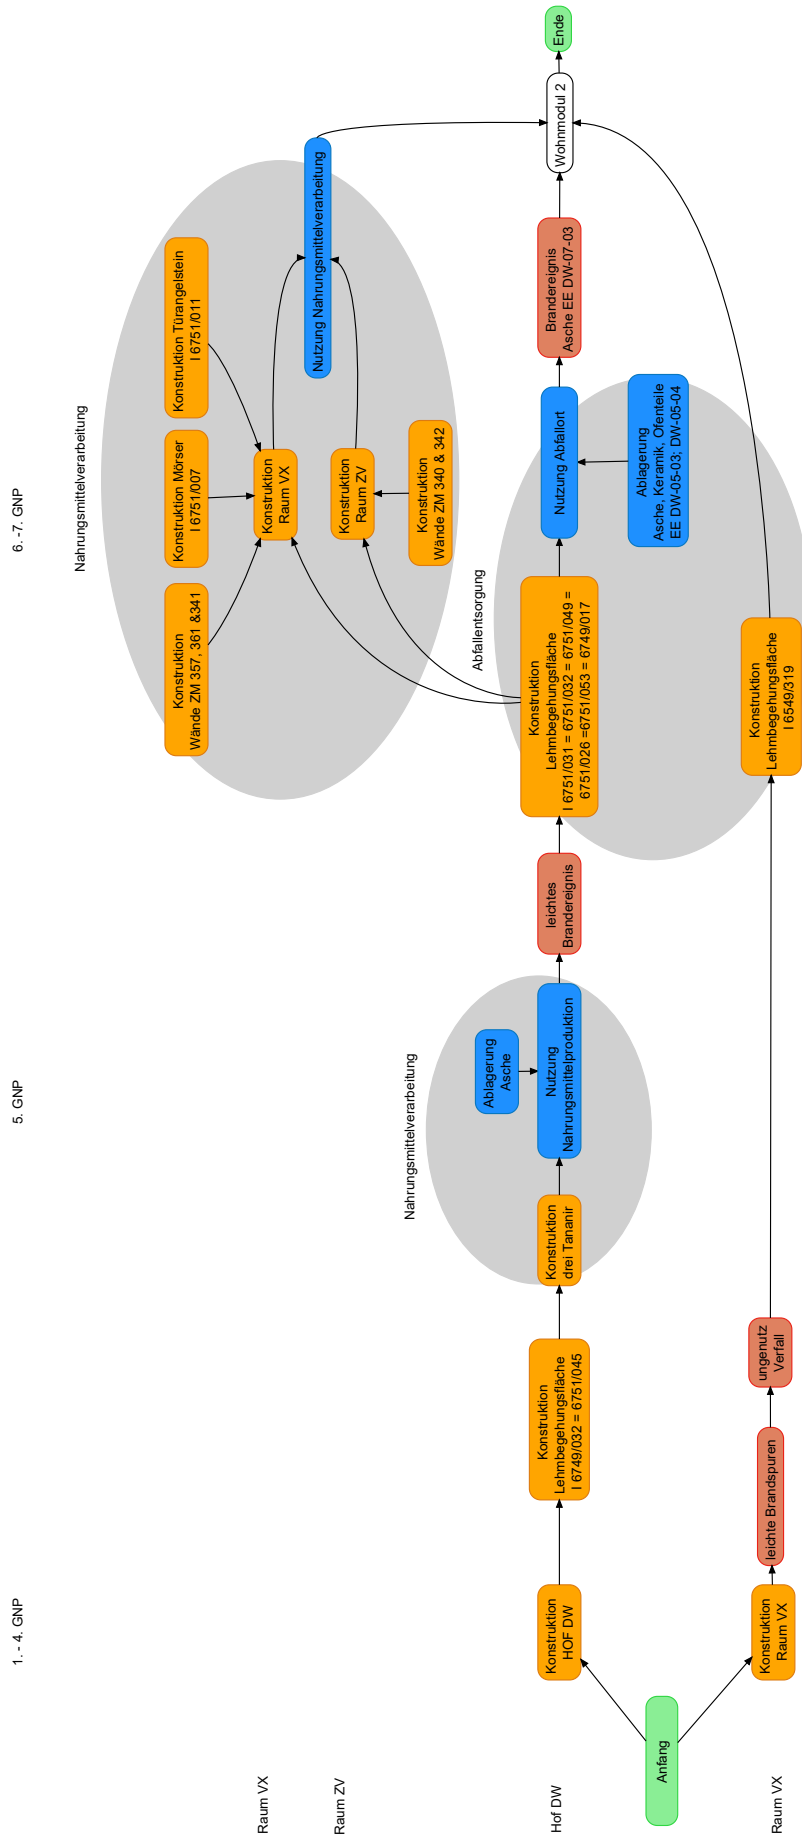 1. - 4. GNP
5. GNP
6. -7. GNP
Raum VX
Raum ZV
Hof DW
Raum VX
Nahrungsmittelverarbeitung
Konstruktion
Wände ZM 357, 361 &341
Konstruktion Mörser
I 6751/007
Konstruktion Türangelstein
I 6751/011
Konstruktion
Raum VX
Konstruktion
Raum ZV
Konstruktion
Wände ZM 340 & 342
Nutzung Nahrungsmittelverarbeitung
Anfang
Konstruktion
HOF DW
Konstruktion
Lehmbegehungsfläche
I 6749/032 = 6751/045
Nahrungsmittelverarbeitung
Konstruktion
drei Tananir
Ablagerung
Asche
Nutzung
Nahrungsmittelproduktion
leichtes
Brandereignis
Abfallentsorgung
Konstruktion
Lehmbegehungsfläche
I 6751/031 = 6751/032 = 6751/049 =
6751/026 =6751/053 = 6749/017
Nutzung Abfallort
Ablagerung
Asche, Keramik, Ofenteile
EE DW-05-03; DW-05-04
Brandereignis
Asche EE DW-07-03
Wohnmodul 2
Ende
Konstruktion
Raum VX
leichte Brandspuren
ungenutz
Verfall
Konstruktion
Lehmbegehungsfläche
I 6549/319